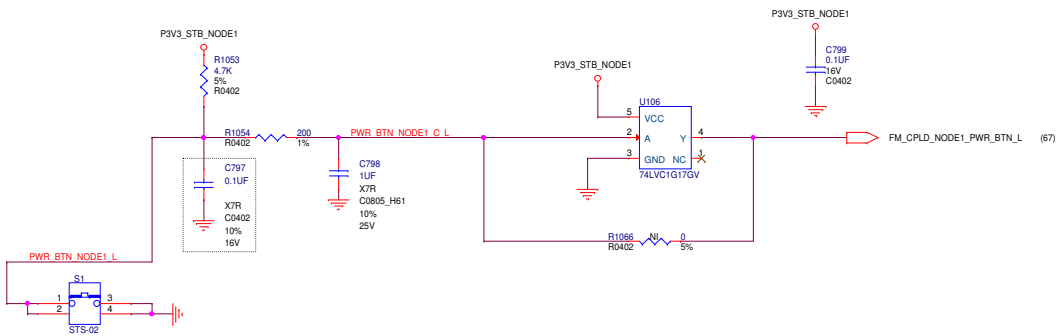 P3V3_STB_NODE1
C799
0.1UF
16V
C0402
P3V3_STB_NODE1
R1053
4.7K
5%
R0402
P3V3_STB_NODE1
U106
5 VCC
2 A Y 4
3 GND NC 1
74LVC1G17GV
R1054 200
R0402 1%
PWR_BTN_NODE1_C_L
FM_CPLD_NODE1_PWR_BTN_L (67)
C797
0.1UF
X7R
C0402
10%
16V
C798
1UF
X7R
C0805_H61
10%
25V
R1066 NI 0
R0402 5%
PWR_BTN_NODE1_L
S1
1 3
2 4
STS-02